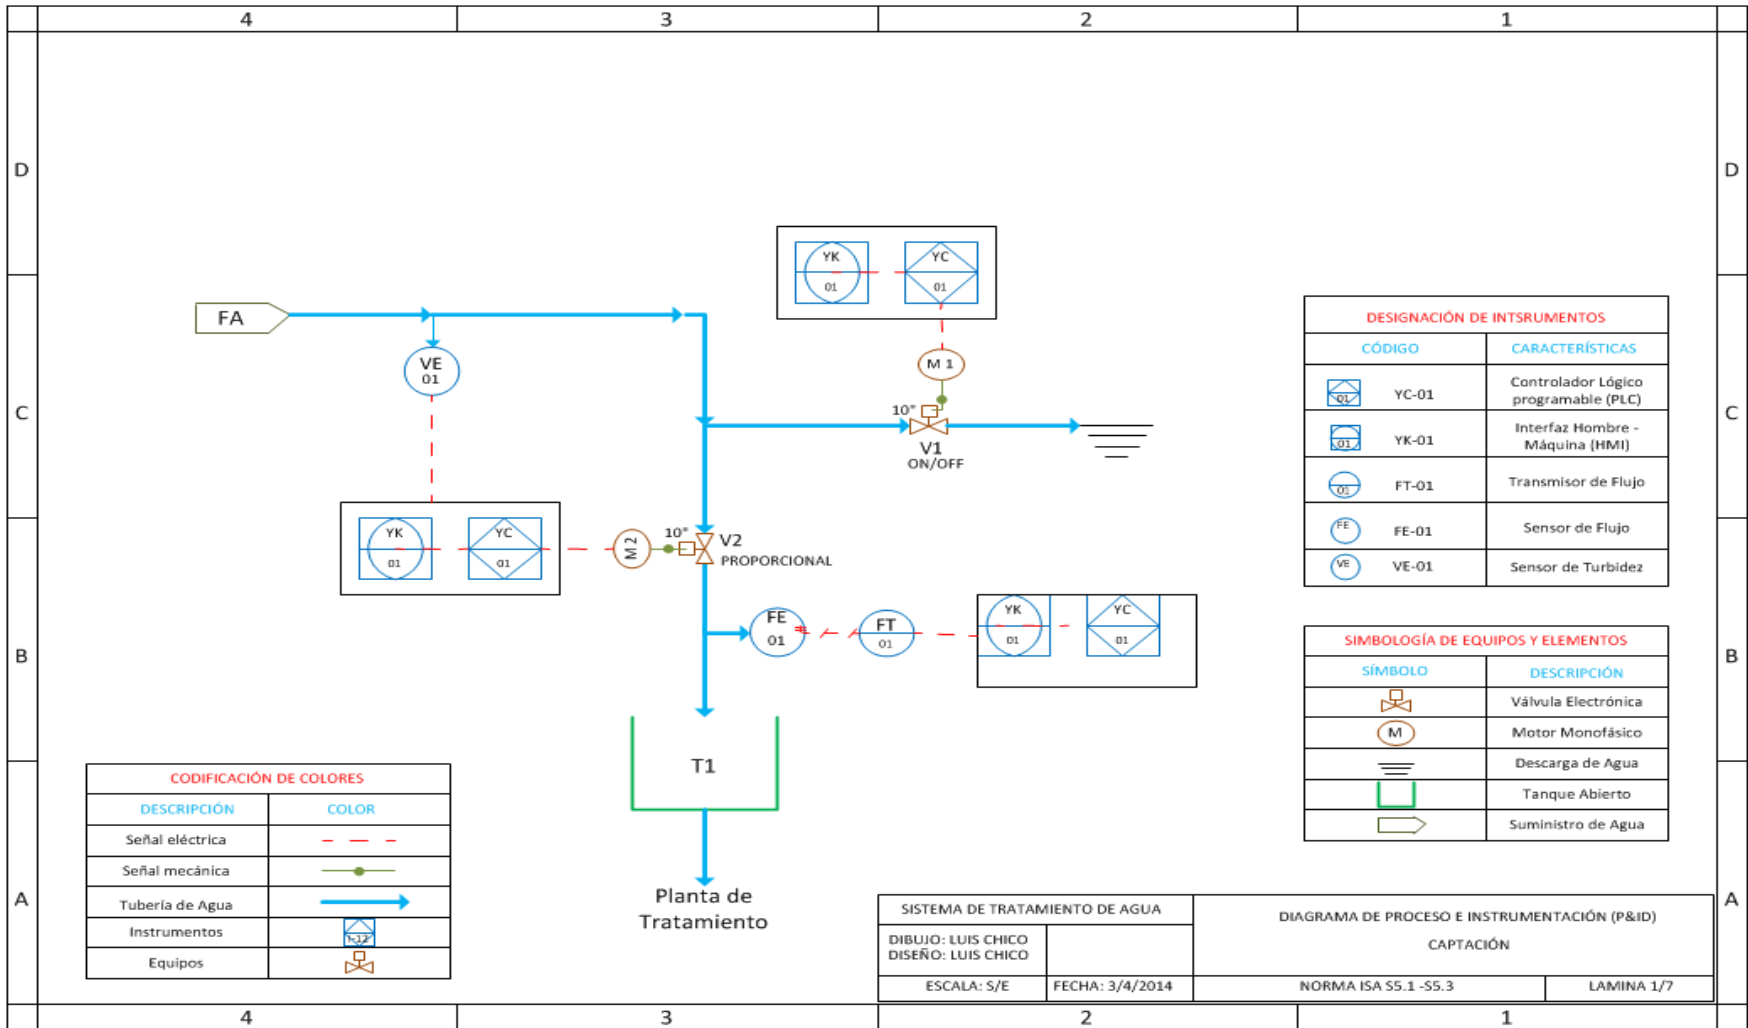 4 3 2 1
D D
C C
B B
A A
4 3 2 1
FA
VE
01
YK YC
01 01
M 1
10"
V1
ON/OFF
YK YC
01 01
M 2
10"
V2
PROPORCIONAL
FE
01
FT
01
YK YC
01 01
T1
Planta de
Tratamiento
DESIGNACIÓN DE INTSRUMENTOS
CÓDIGO CARACTERÍSTICAS
01 YC-01 Controlador Lógico
programable (PLC)
01 YK-01 Interfaz Hombre -
Máquina (HMI)
01 FT-01 Transmisor de Flujo
FE FE-01 Sensor de Flujo
VE VE-01 Sensor de Turbidez
SIMBOLOGÍA DE EQUIPOS Y ELEMENTOS
SÍMBOLO DESCRIPCIÓN
Válvula Electrónica
M Motor Monofásico
Descarga de Agua
Tanque Abierto
Suministro de Agua
CODIFICACIÓN DE COLORES
DESCRIPCIÓN COLOR
Señal eléctrica
Señal mecánica
Tubería de Agua
Instrumentos
Equipos
SISTEMA DE TRATAMIENTO DE AGUA
DIBUJO: LUIS CHICO
DISEÑO: LUIS CHICO
ESCALA: S/E FECHA: 3/4/2014
DIAGRAMA DE PROCESO E INSTRUMENTACIÓN (P&ID)
CAPTACIÓN
NORMA ISA S5.1 -S5.3 LAMINA 1/7